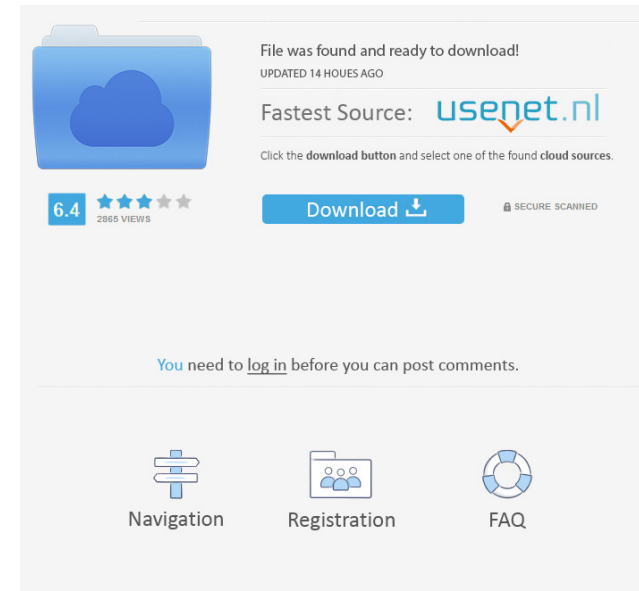 File was found and ready to download!
UPDATED 14 HOUES AGO
Fastest Source: usenet.nl
Click the download button and select one of the found cloud sources.
6.4
2865 VIEWS
Download
SECURE SCANNED
You need to log in before you can post comments.
Navigation
Registration
FAQ